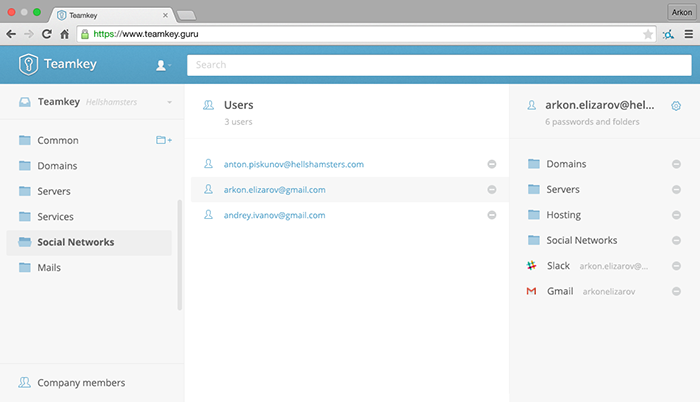 Teamkey
Arkon
https://www.teamkey.guru
Teamkey
Search
Teamkey Hellshamsters
Common
Domains
Servers
Services
Social Networks
Mails
Company members
Users
3 users
anton.piskunov@hellshamsters.com
arkon.elizarov@gmail.com
andrey.ivanov@gmail.com
arkon.elizarov@hel...
6 passwords and folders
Domains
Servers
Hosting
Social Networks
Slack arkon.elizarov@...
Gmail arkonelizarov